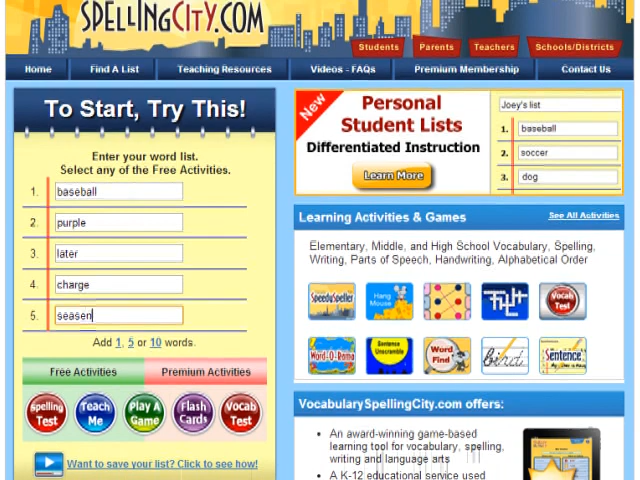 SPELLINGCITY.COM
Students
Parents
Teachers
Schools/Districts
Home
Find A List
Teaching Resources
Videos - FAQs
Premium Membership
Contact Us
To Start, Try This!
Enter your word list.
Select any of the Free Activities.
1. baseball
2. purple
3. later
4. charge
5. seasen
Add 1, 5 or 10 words.
Free Activities
Premium Activities
Spelling Test
Teach Me
Play A Game
Flash Cards
Vocab Test
Want to save your list? Click to see how!
New
Personal
Student Lists
Differentiated Instruction
Learn More
Joey's list
1. baseball
2. soccer
3. dog
Learning Activities & Games
See All Activities
Elementary, Middle, and High School Vocabulary, Spelling,
Writing, Parts of Speech, Handwriting, Alphabetical Order
SpeedySpeller
Hang Mouse
Vocab Test
Word-O-Rama
Sentence Unscramble
Word Find
bird
Sentence
VocabularySpellingCity.com offers:
• An award-winning game-based
learning tool for vocabulary, spelling,
writing and language arts
• A K-12 educational service used